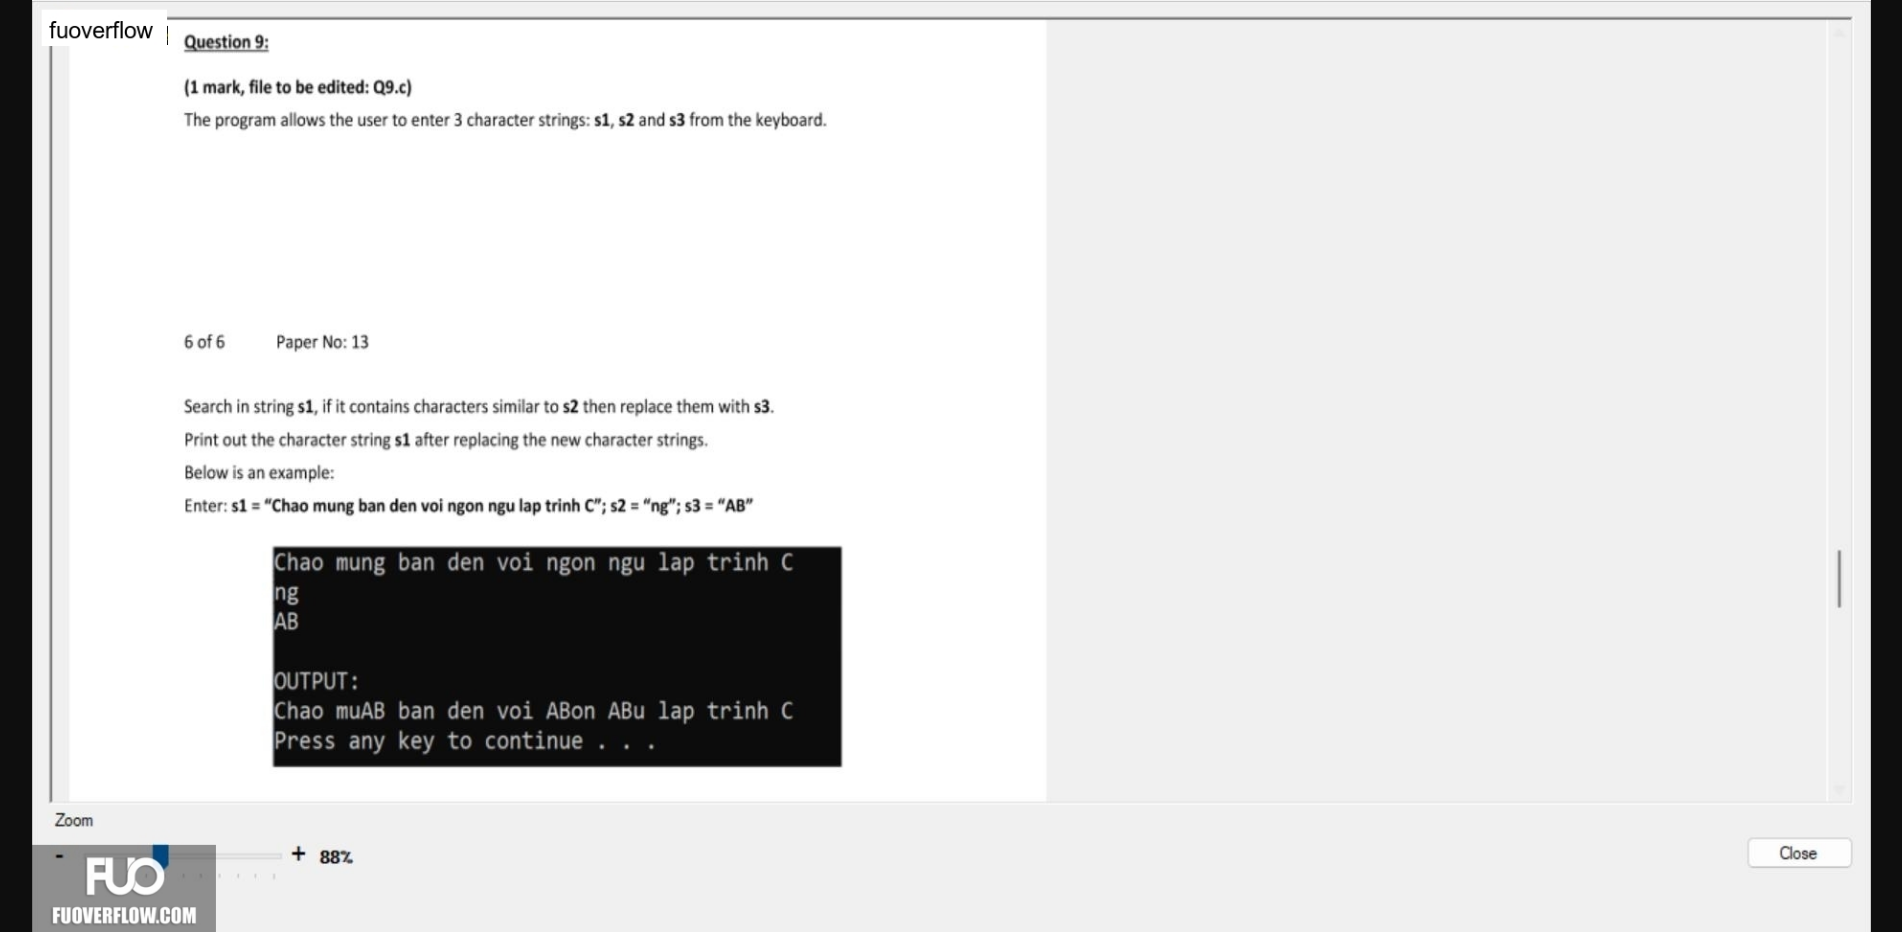 fuoverflow
Question 9:
(1 mark, file to be edited: Q9.c)
The program allows the user to enter 3 character strings: s1, s2 and s3 from the keyboard.
6 of 6 Paper No: 13
Search in string s1, if it contains characters similar to s2 then replace them with s3.
Print out the character string s1 after replacing the new character strings.
Below is an example:
Enter: s1 = “Chao mung ban den voi ngon ngu lap trinh C”; s2 = “ng”; s3 = “AB”
Chao mung ban den voi ngon ngu lap trinh C
ng
AB
OUTPUT:
Chao muAB ban den voi ABon ABu lap trinh C
Press any key to continue . . .
Zoom
- + 88%
Close
FUO
FUOVERFLOW.COM